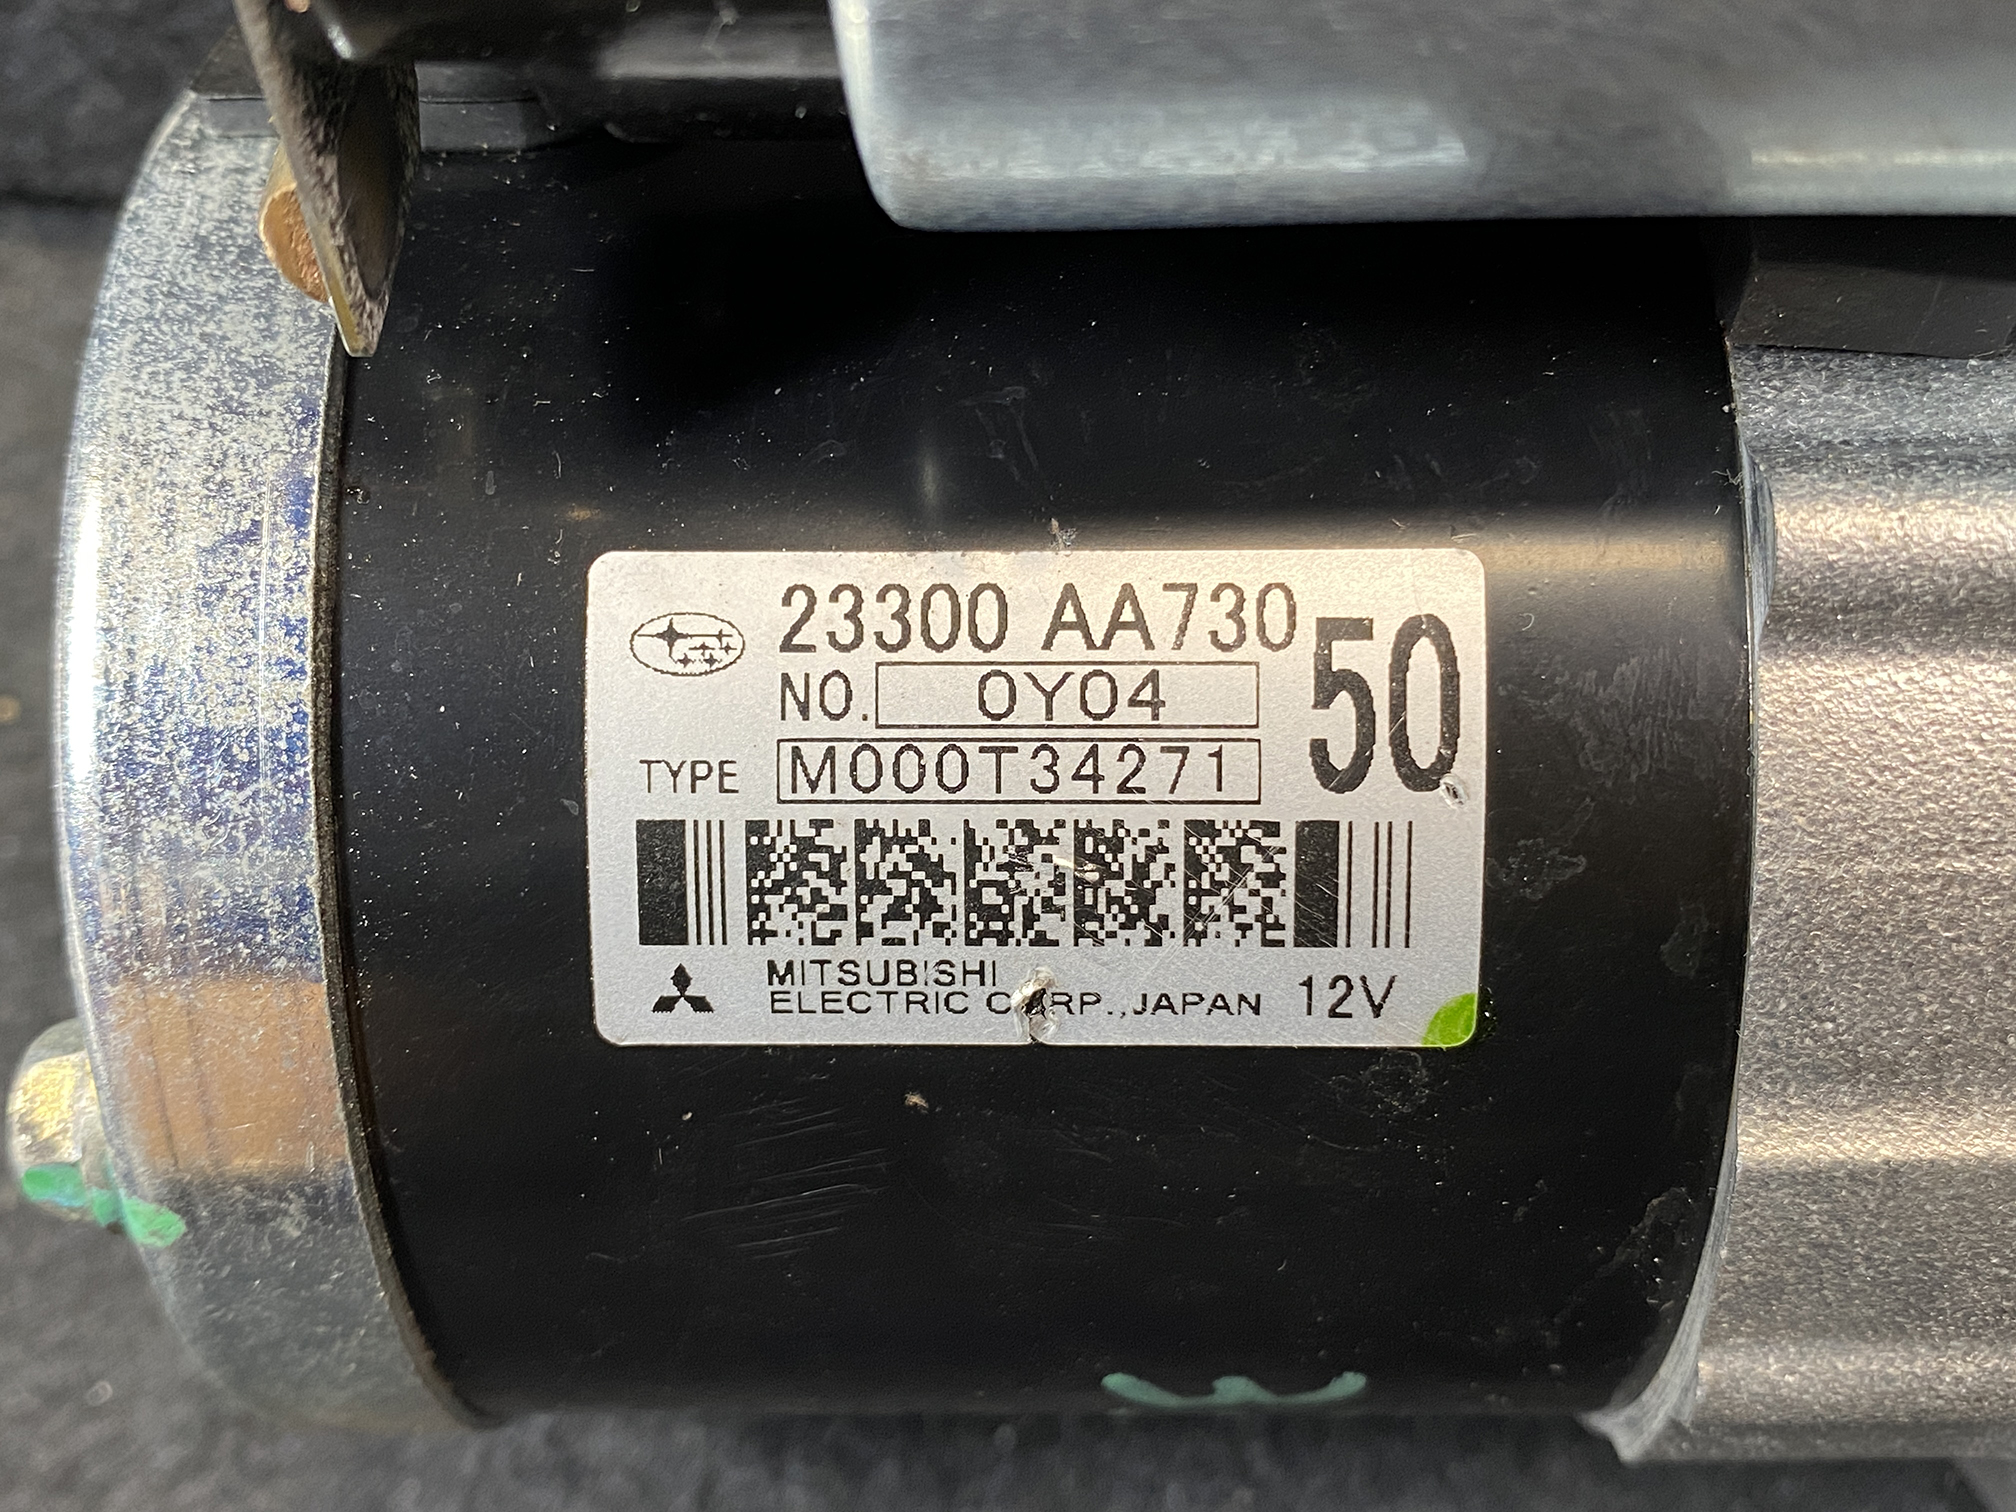 23300 AA730
50
NO. 0Y04
TYPE M000T34271
MITSUBISHI
ELECTRIC CORP.,JAPAN 12V